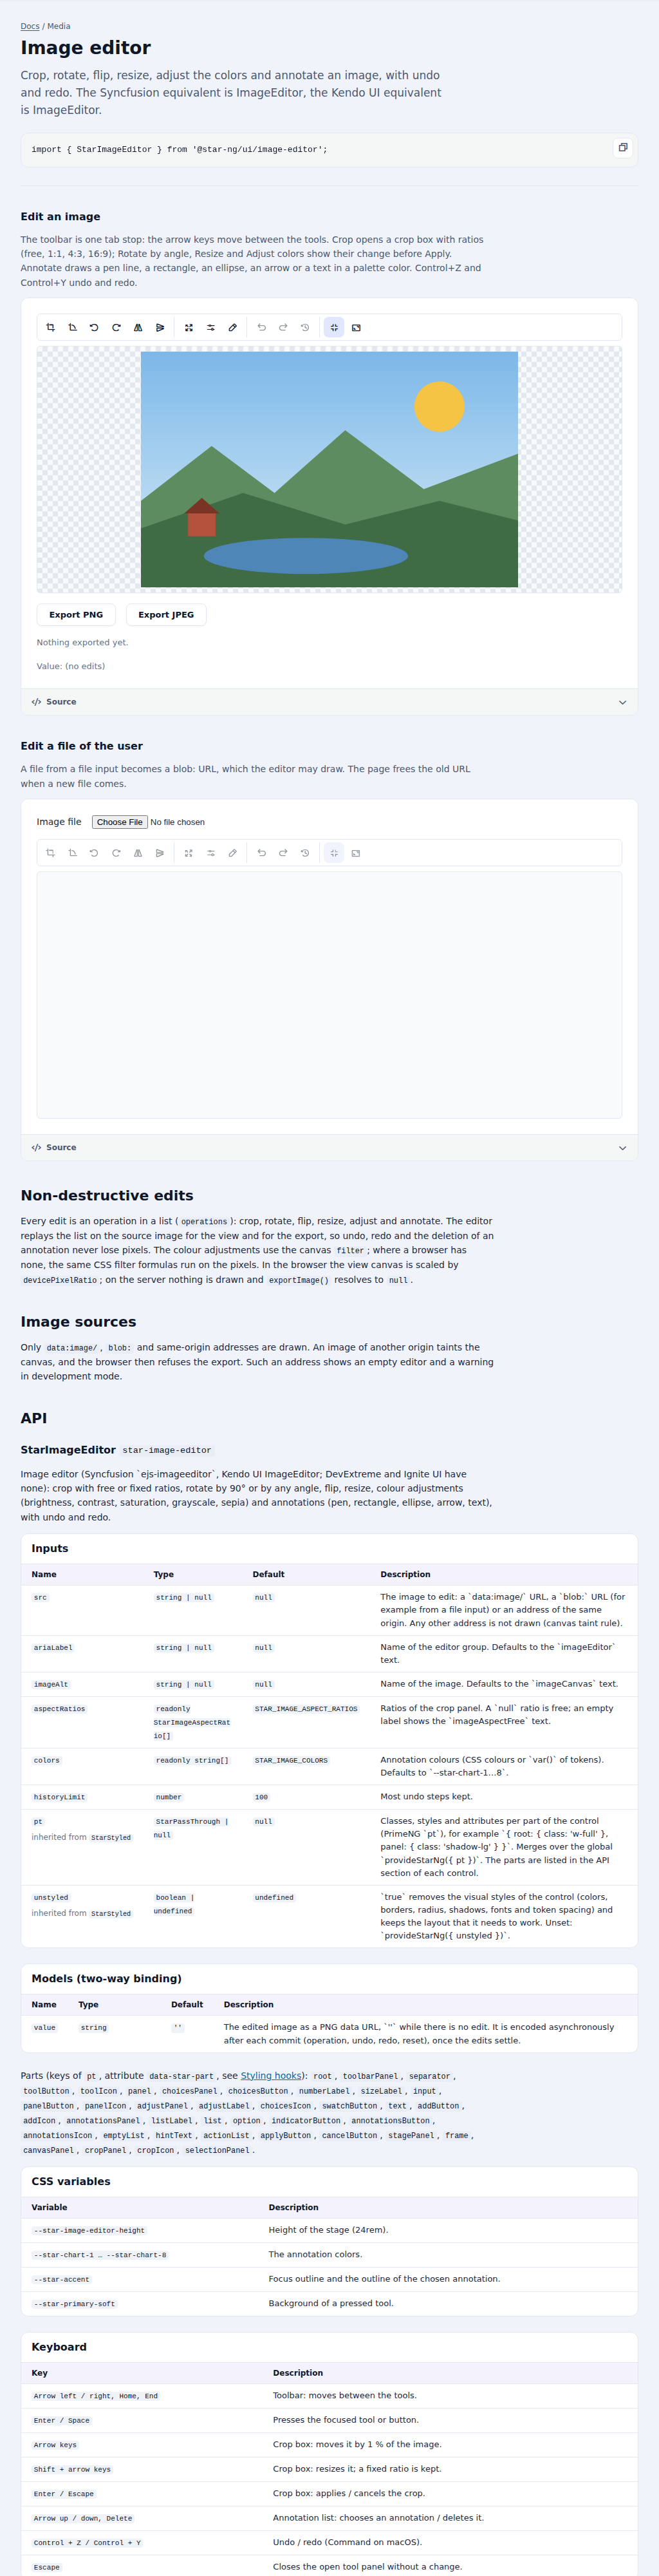 Docs / Media
Image editor
Crop, rotate, flip, resize, adjust the colors and annotate an image, with undo
and redo. The Syncfusion equivalent is ImageEditor, the Kendo UI equivalent
is ImageEditor.
import { StarImageEditor } from '@star-ng/ui/image-editor';
Edit an image
The toolbar is one tab stop: the arrow keys move between the tools. Crop opens a crop box with ratios
(free, 1:1, 4:3, 16:9); Rotate by angle, Resize and Adjust colors show their change before Apply.
Annotate draws a pen line, a rectangle, an ellipse, an arrow or a text in a palette color. Control+Z and
Control+Y undo and redo.
Export PNG Export JPEG
Nothing exported yet.
Value: (no edits)
Source
Edit a file of the user
A file from a file input becomes a blob: URL, which the editor may draw. The page frees the old URL
when a new file comes.
Image file Choose File No file chosen
Source
Non-destructive edits
Every edit is an operation in a list ( operations ): crop, rotate, flip, resize, adjust and annotate. The editor
replays the list on the source image for the view and for the export, so undo, redo and the deletion of an
annotation never lose pixels. The colour adjustments use the canvas filter ; where a browser has
none, the same CSS filter formulas run on the pixels. In the browser the view canvas is scaled by
devicePixelRatio ; on the server nothing is drawn and exportImage() resolves to null .
Image sources
Only data:image/ , blob: and same-origin addresses are drawn. An image of another origin taints the
canvas, and the browser then refuses the export. Such an address shows an empty editor and a warning
in development mode.
API
StarImageEditor star-image-editor
Image editor (Syncfusion `ejs-imageeditor`, Kendo UI ImageEditor; DevExtreme and Ignite UI have
none): crop with free or fixed ratios, rotate by 90° or by any angle, flip, resize, colour adjustments
(brightness, contrast, saturation, grayscale, sepia) and annotations (pen, rectangle, ellipse, arrow, text),
with undo and redo.
Inputs
Name Type Default Description
src string | null null The image to edit: a `data:image/` URL, a `blob:` URL (for
example from a file input) or an address of the same
origin. Any other address is not drawn (canvas taint rule).
ariaLabel string | null null Name of the editor group. Defaults to the `imageEditor`
text.
imageAlt string | null null Name of the image. Defaults to the `imageCanvas` text.
aspectRatios readonly StarImageAspectRat io[] STAR_IMAGE_ASPECT_RATIOS Ratios of the crop panel. A `null` ratio is free; an empty
label shows the `imageAspectFree` text.
colors readonly string[] STAR_IMAGE_COLORS Annotation colours (CSS colours or `var()` of tokens).
Defaults to `--star-chart-1…8`.
historyLimit number 100 Most undo steps kept.
pt StarPassThrough | null null Classes, styles and attributes per part of the control
inherited from StarStyled (PrimeNG `pt`), for example `{ root: { class: 'w-full' },
panel: { class: 'shadow-lg' } }`. Merges over the global
`provideStarNg({ pt })`. The parts are listed in the API
section of each control.
unstyled boolean | undefined undefined `true` removes the visual styles of the control (colors,
inherited from StarStyled borders, radius, shadows, fonts and token spacing) and
keeps the layout that it needs to work. Unset:
`provideStarNg({ unstyled })`.
Models (two-way binding)
Name Type Default Description
value string '' The edited image as a PNG data URL, `''` while there is no edit. It is encoded asynchronously
after each commit (operation, undo, redo, reset), once the edits settle.
Parts (keys of pt , attribute data-star-part , see Styling hooks): root , toolbarPanel , separator ,
toolButton , toolIcon , panel , choicesPanel , choicesButton , numberLabel , sizeLabel , input ,
panelButton , panelIcon , adjustPanel , adjustLabel , choicesIcon , swatchButton , text , addButton ,
addIcon , annotationsPanel , listLabel , list , option , indicatorButton , annotationsButton ,
annotationsIcon , emptyList , hintText , actionList , applyButton , cancelButton , stagePanel , frame ,
canvasPanel , cropPanel , cropIcon , selectionPanel .
CSS variables
Variable Description
--star-image-editor-height Height of the stage (24rem).
--star-chart-1 … --star-chart-8 The annotation colors.
--star-accent Focus outline and the outline of the chosen annotation.
--star-primary-soft Background of a pressed tool.
Keyboard
Key Description
Arrow left / right, Home, End Toolbar: moves between the tools.
Enter / Space Presses the focused tool or button.
Arrow keys Crop box: moves it by 1 % of the image.
Shift + arrow keys Crop box: resizes it; a fixed ratio is kept.
Enter / Escape Crop box: applies / cancels the crop.
Arrow up / down, Delete Annotation list: chooses an annotation / deletes it.
Control + Z / Control + Y Undo / redo (Command on macOS).
Escape Closes the open tool panel without a change.